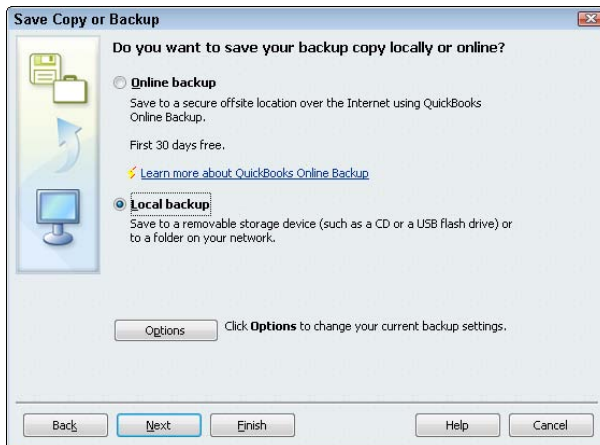 Save Copy or Backup
Do you want to save your backup copy locally or online?
Online backup
Save to a secure offsite location over the Internet using QuickBooks
Online Backup.
First 30 days free.
Learn more about QuickBooks Online Backup
Local backup
Save to a removable storage device (such as a CD or a USB flash drive) or
to a folder on your network.
Options Click Options to change your current backup settings.
Back Next Finish Help Cancel